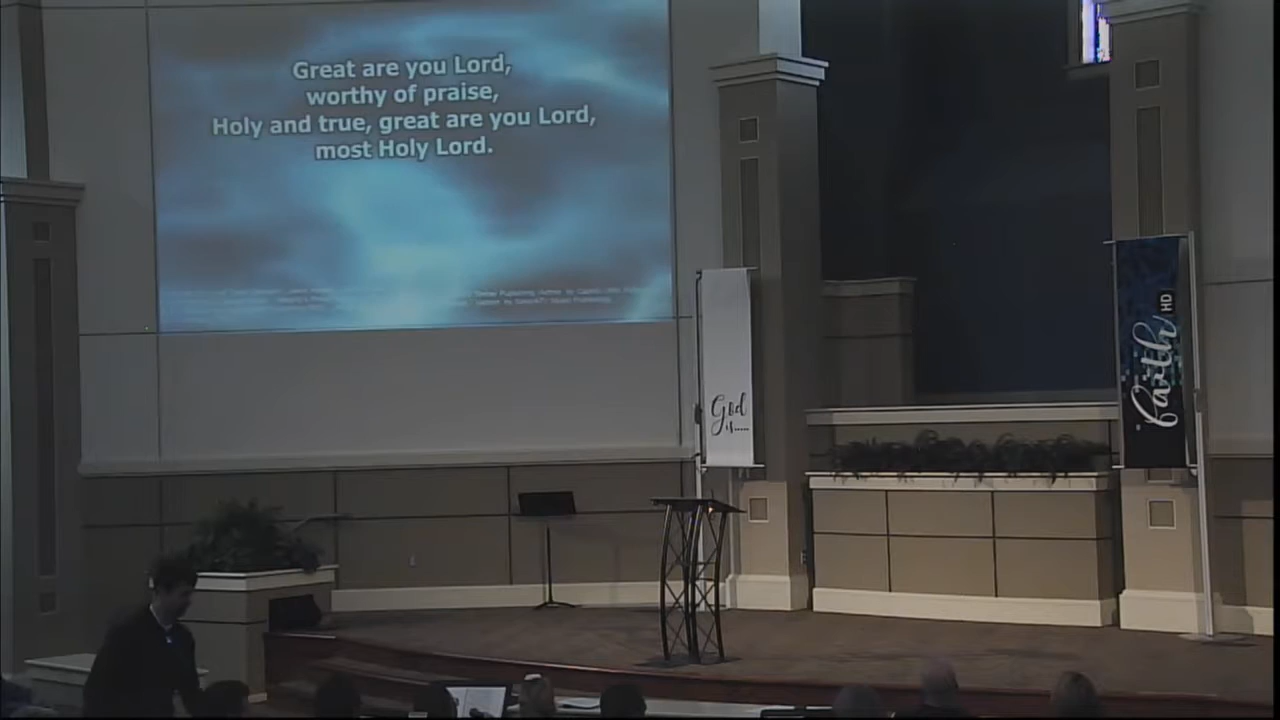 Great are you Lord,
worthy of praise,
Holy and true, great are you Lord,
most Holy Lord.
God
is.....
faith
HD